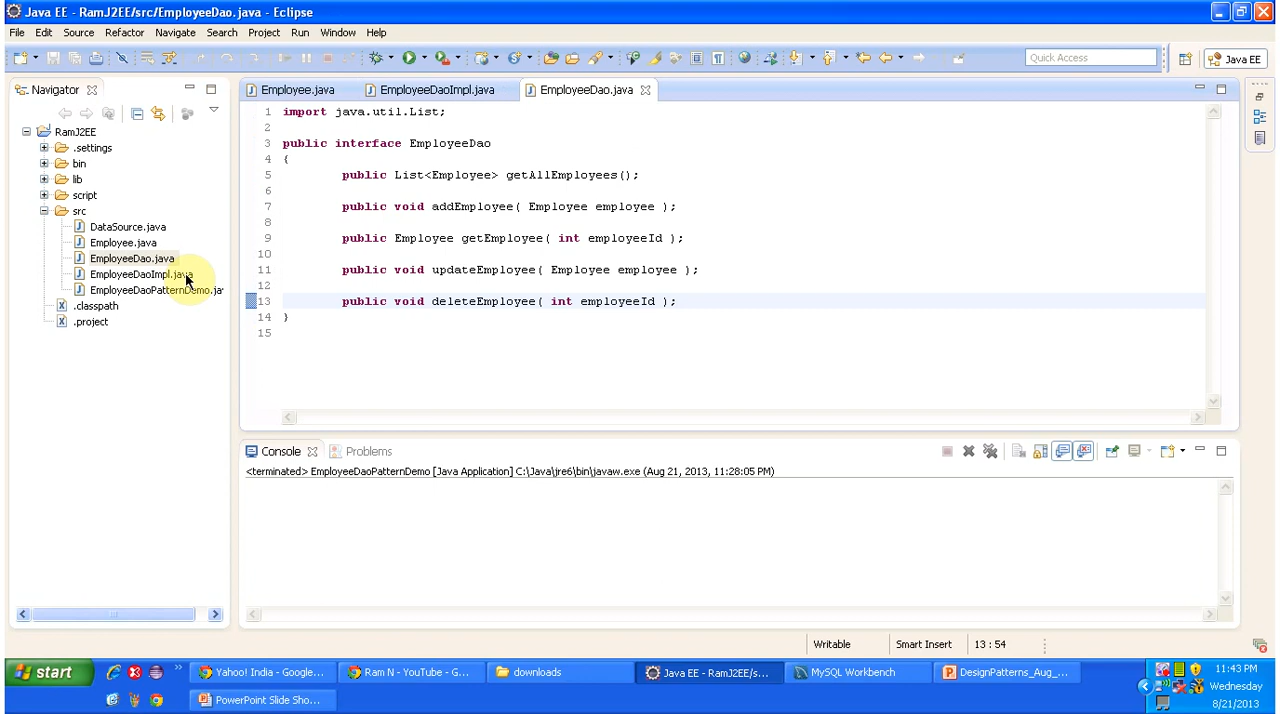 Java EE - RamJ2EE/src/EmployeeDao.java - Eclipse
File Edit Source Refactor Navigate Search Project Run Window Help
Quick Access
Java EE
Navigator
RamJ2EE
.settings
bin
lib
script
src
DataSource.java
Employee.java
EmployeeDao.java
EmployeeDaoImpl.java
EmployeeDaoPatternDemo.jav
.classpath
.project
Employee.java EmployeeDaoImpl.java EmployeeDao.java
1 import java.util.List;
2
3 public interface EmployeeDao
4 {
5 public List<Employee> getAllEmployees();
6
7 public void addEmployee( Employee employee );
8
9 public Employee getEmployee( int employeeId );
10
11 public void updateEmployee( Employee employee );
12
13 public void deleteEmployee( int employeeId );
14 }
15
Console Problems
<terminated> EmployeeDaoPatternDemo [Java Application] C:\Java\jre6\bin\javaw.exe (Aug 21, 2013, 11:28:05 PM)
Writable Smart Insert 13 : 54
start Yahoo! India - Google... Ram N - YouTube - G... downloads Java EE - RamJ2EE/s... MySQL Workbench DesignPatterns_Aug_... 11:43 PM
Wednesday
PowerPoint Slide Sho... 8/21/2013